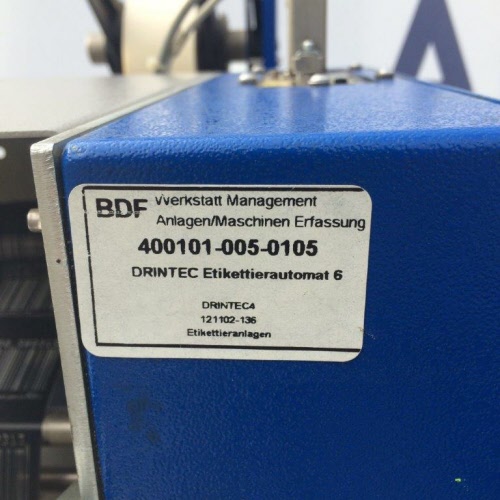 BDF Werkstatt Management
Anlagen/Maschinen Erfassung
400101-005-0105
DRINTEC Etikettierautomat 6
DRINTEC4
121102-136
Etikettieranlagen
A